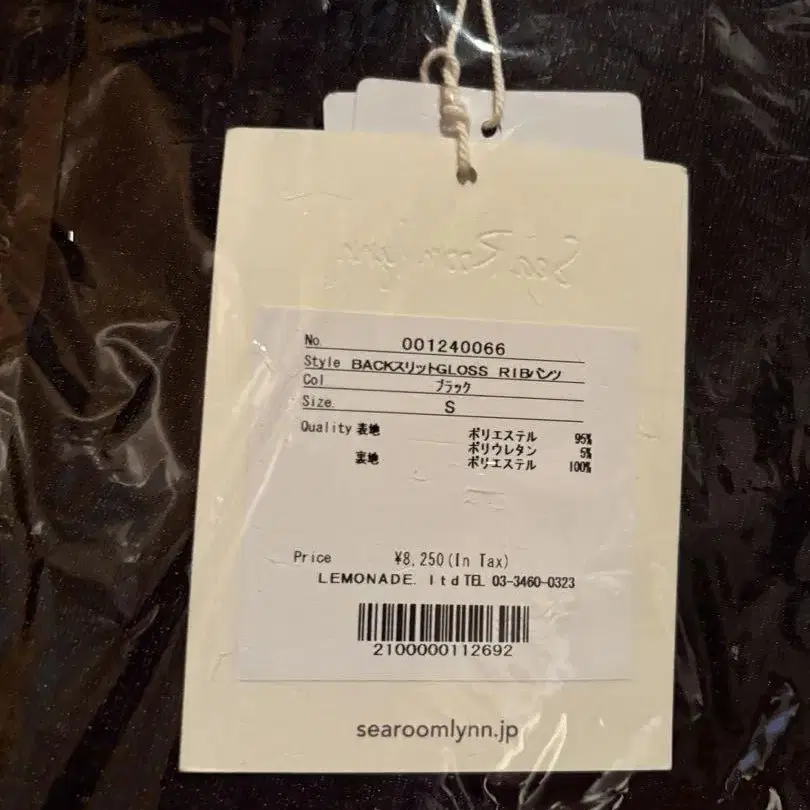 No. 001240066
Style BACKスリットGLOSS RIBパンツ
Col ブラック
Size. S
Quality 表地 ポリエステル 95%
ポリウレタン 5%
裏地 ポリエステル 100%
Price ¥8,250(In Tax)
LEMONADE. ltd TEL 03-3460-0323
2100000112692
searoomlynn.jp